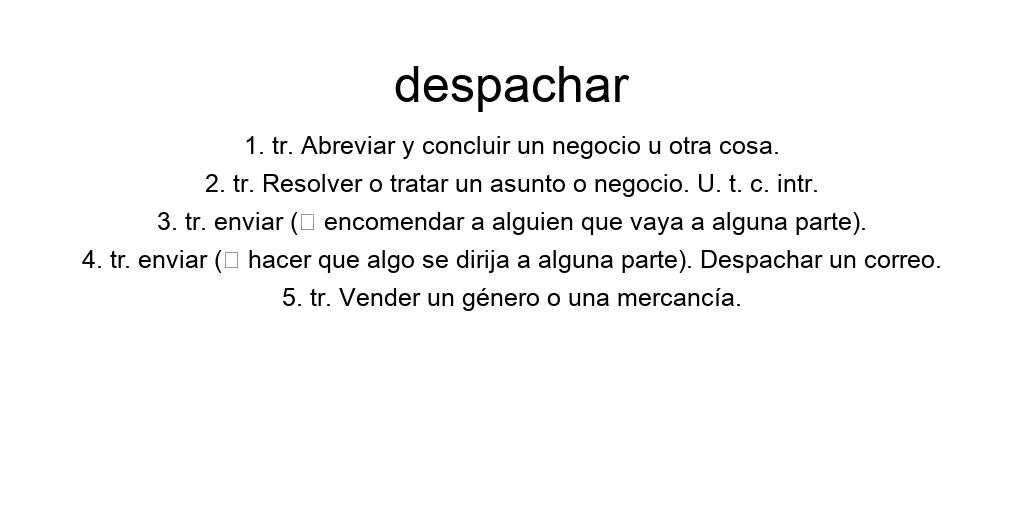 despachar
1. tr. Abreviar y concluir un negocio u otra cosa.
2. tr. Resolver o tratar un asunto o negocio. U. t. c. intr.
3. tr. enviar (□ encomendar a alguien que vaya a alguna parte).
4. tr. enviar (□ hacer que algo se dirija a alguna parte). Despachar un correo.
5. tr. Vender un género o una mercancía.